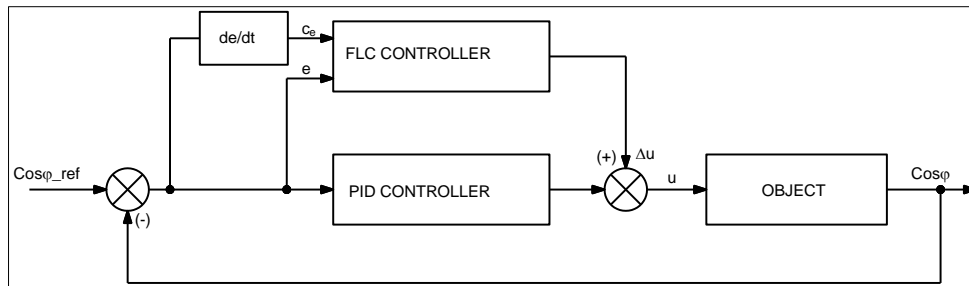 de/dt
cₑ
FLC CONTROLLER
e
Cosφ_ref
(-)
PID CONTROLLER
(+)
Δu
u
OBJECT
Cosφ